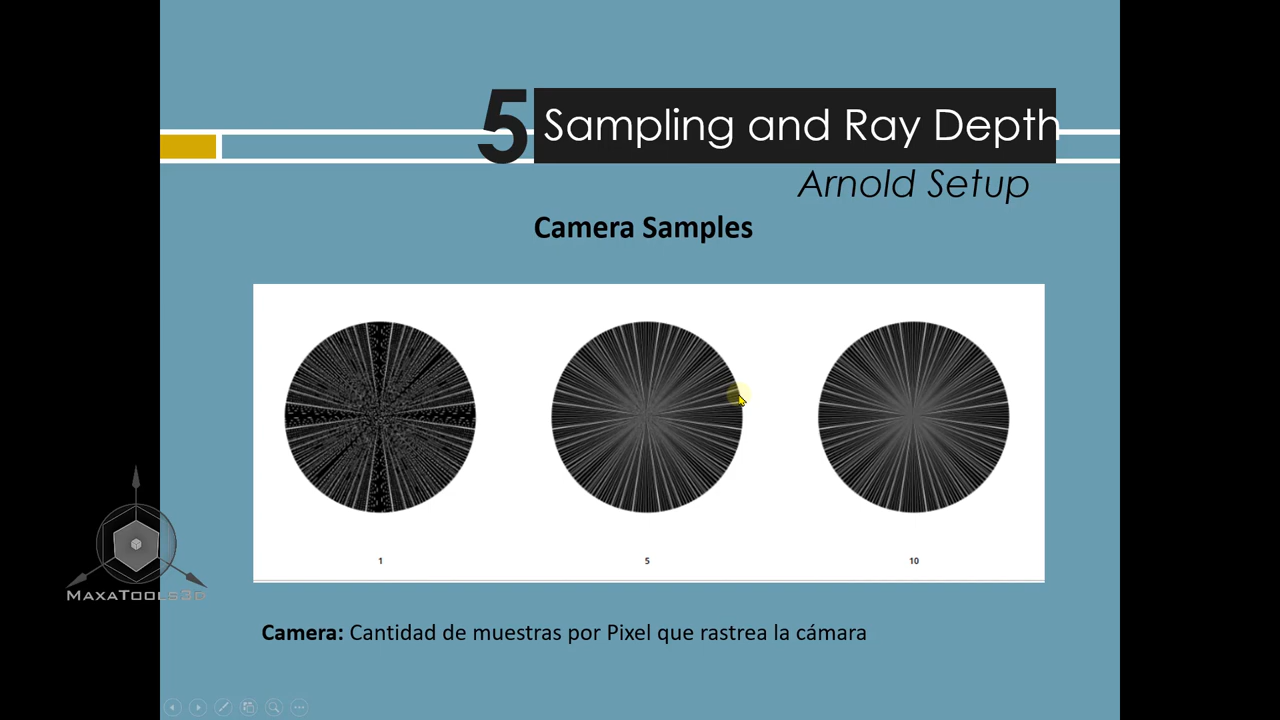 5 Sampling and Ray Depth
Arnold Setup
Camera Samples
1 5 10
Camera: Cantidad de muestras por Pixel que rastrea la cámara
MaxaTools3d